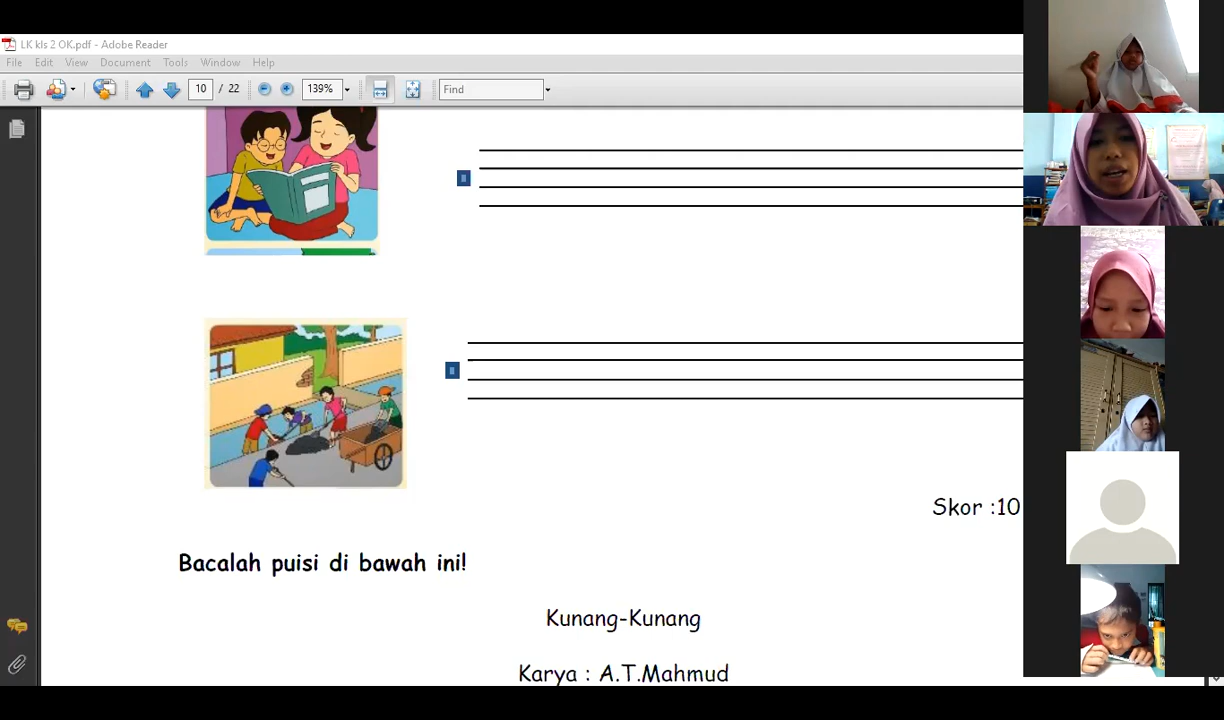 LK kls 2 OK.pdf - Adobe Reader
File Edit View Document Tools Window Help
10 / 22 139% Find
Skor :10
Bacalah puisi di bawah ini!
Kunang-Kunang
Karya : A.T.Mahmud